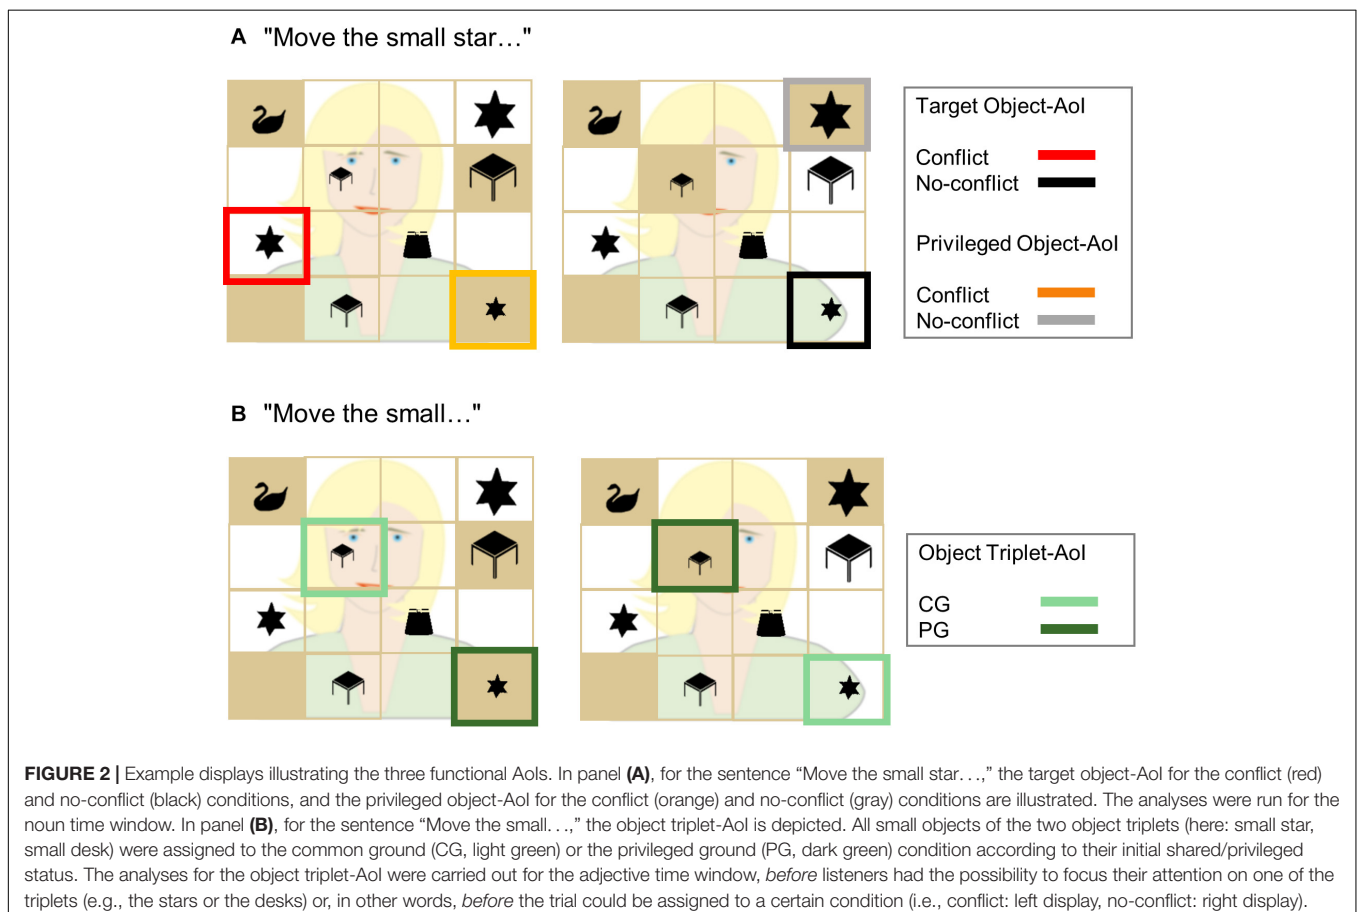 A "Move the small star…"
Target Object-AoI
Conflict
No-conflict
Privileged Object-AoI
Conflict
No-conflict
B "Move the small…"
Object Triplet-AoI
CG
PG
FIGURE 2 | Example displays illustrating the three functional AoIs. In panel (A), for the sentence “Move the small star…,” the target object-AoI for the conflict (red)
and no-conflict (black) conditions, and the privileged object-AoI for the conflict (orange) and no-conflict (gray) conditions are illustrated. The analyses were run for the
noun time window. In panel (B), for the sentence “Move the small…,” the object triplet-AoI is depicted. All small objects of the two object triplets (here: small star,
small desk) were assigned to the common ground (CG, light green) or the privileged ground (PG, dark green) condition according to their initial shared/privileged
status. The analyses for the object triplet-AoI were carried out for the adjective time window, before listeners had the possibility to focus their attention on one of the
triplets (e.g., the stars or the desks) or, in other words, before the trial could be assigned to a certain condition (i.e., conflict: left display, no-conflict: right display).